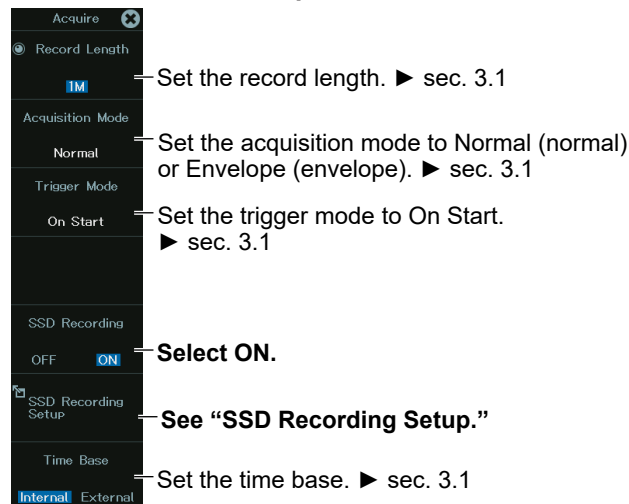 Acquire
Record Length
1M
Set the record length. ► sec. 3.1
Acquisition Mode
Normal
Set the acquisition mode to Normal (normal)
or Envelope (envelope). ► sec. 3.1
Trigger Mode
On Start
Set the trigger mode to On Start.
► sec. 3.1
SSD Recording
OFF ON
Select ON.
SSD Recording
Setup
See “SSD Recording Setup.”
Time Base
Internal External
Set the time base. ► sec. 3.1